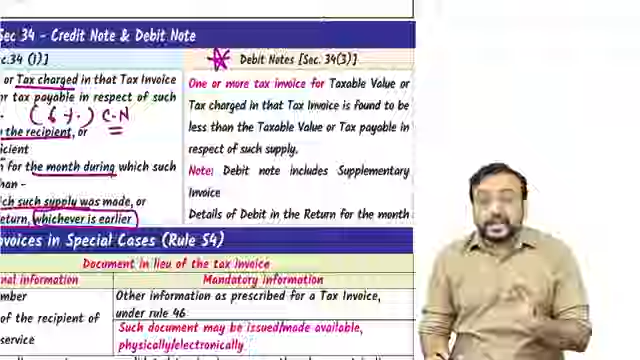 Sec 34 - Credit Note & Debit Note
c.34 (1)]
or Tax charged in that Tax Invoice
or tax payable in respect of such
C.N
the recipient, or
icient
for the month during which such
than -
ich such supply was made, or
return, whichever is earlier
Debit Notes [Sec. 34(3)]
One or more tax invoice for Taxable Value or
Tax charged in that Tax Invoice is found to be
less than the Taxable Value or Tax payable in
respect of such supply.
Note: Debit note includes Supplementary
Invoice
Details of Debit in the Return for the month
nvoices in Special Cases (Rule 54)
Document in lieu of the tax invoice
nal information
Mandatory information
mber
of the recipient of
service
Other information as prescribed for a Tax Invoice,
under rule 46
Such document may be issued/made available,
physically/electronically